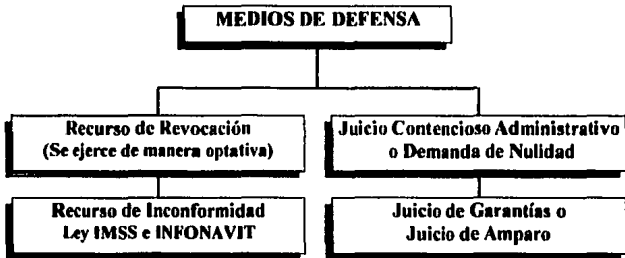 MEDIOS DE DEFENSA
Recurso de Revocación
(Se ejerce de manera optativa)
Juicio Contencioso Administrativo
o Demanda de Nulidad
Recurso de Inconformidad
Ley IMSS e INFONAVIT
Juicio de Garantías o
Juicio de Amparo